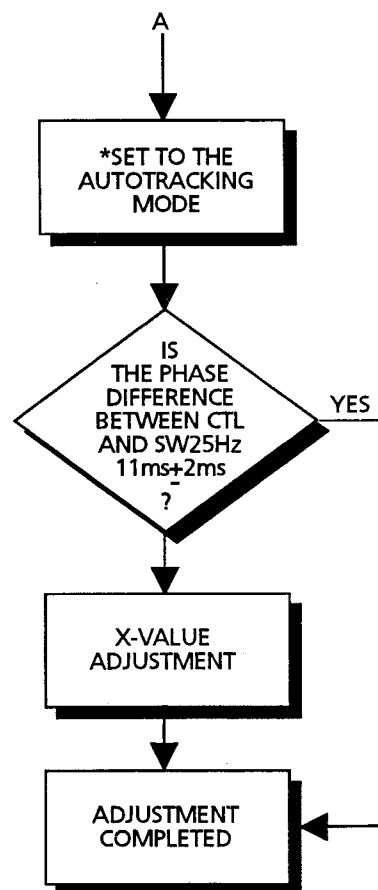 A
*SET TO THE
AUTOTRACKING
MODE
IS
THE PHASE
DIFFERENCE
BETWEEN CTL
AND SW25Hz
11ms±2ms
?
YES
X-VALUE
ADJUSTMENT
ADJUSTMENT
COMPLETED